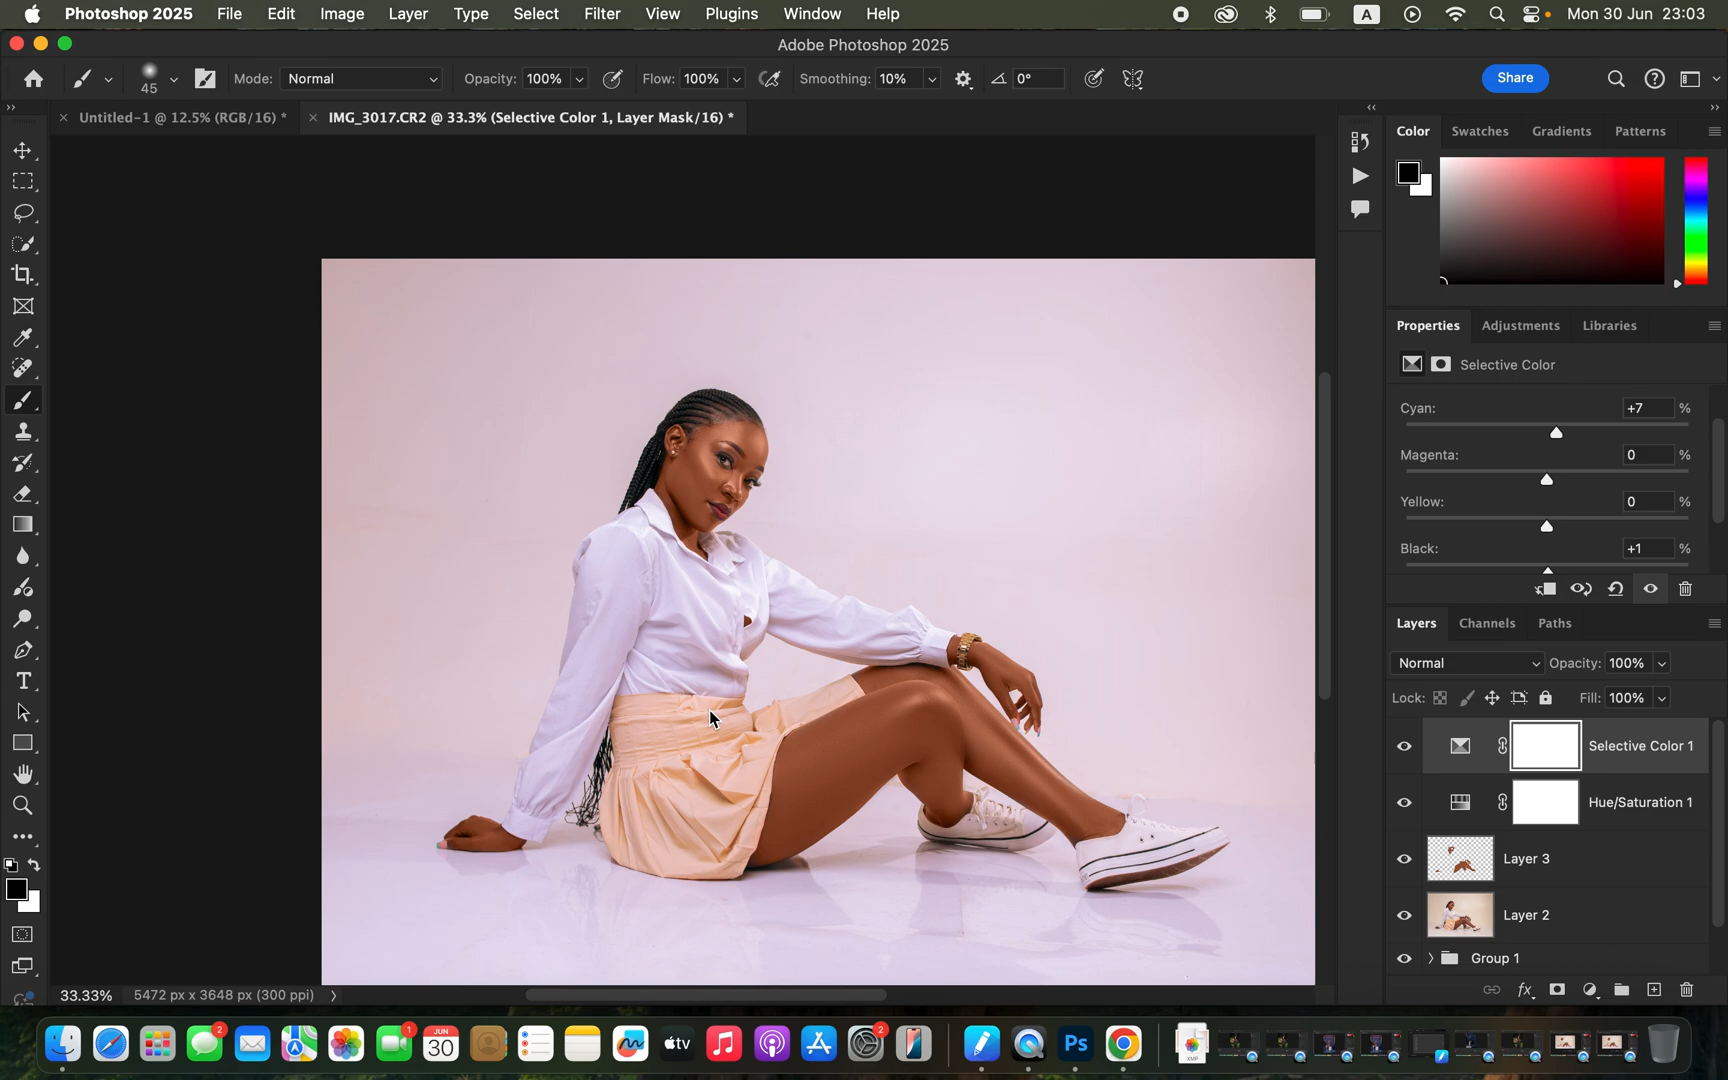 Photoshop 2025 File Edit Image Layer Type Select Filter View Plugins Window Help A Mon 30 Jun 23:03
Adobe Photoshop 2025
45 Mode: Normal Opacity: 100% Flow: 100% Smoothing: 10% 0° Share
Untitled-1 @ 12.5% (RGB/16) * IMG_3017.CR2 @ 33.3% (Selective Color 1, Layer Mask/16) *
Color Swatches Gradients Patterns
Properties Adjustments Libraries
Selective Color
Cyan: +7 %
Magenta: 0 %
Yellow: 0 %
Black: +1 %
Layers Channels Paths
Normal Opacity: 100%
Lock: Fill: 100%
Selective Color 1
Hue/Saturation 1
Layer 3
Layer 2
Group 1
fx
33.33% 5472 px x 3648 px (300 ppi)
2 1 JUN 30 tv 2 Ps XMP